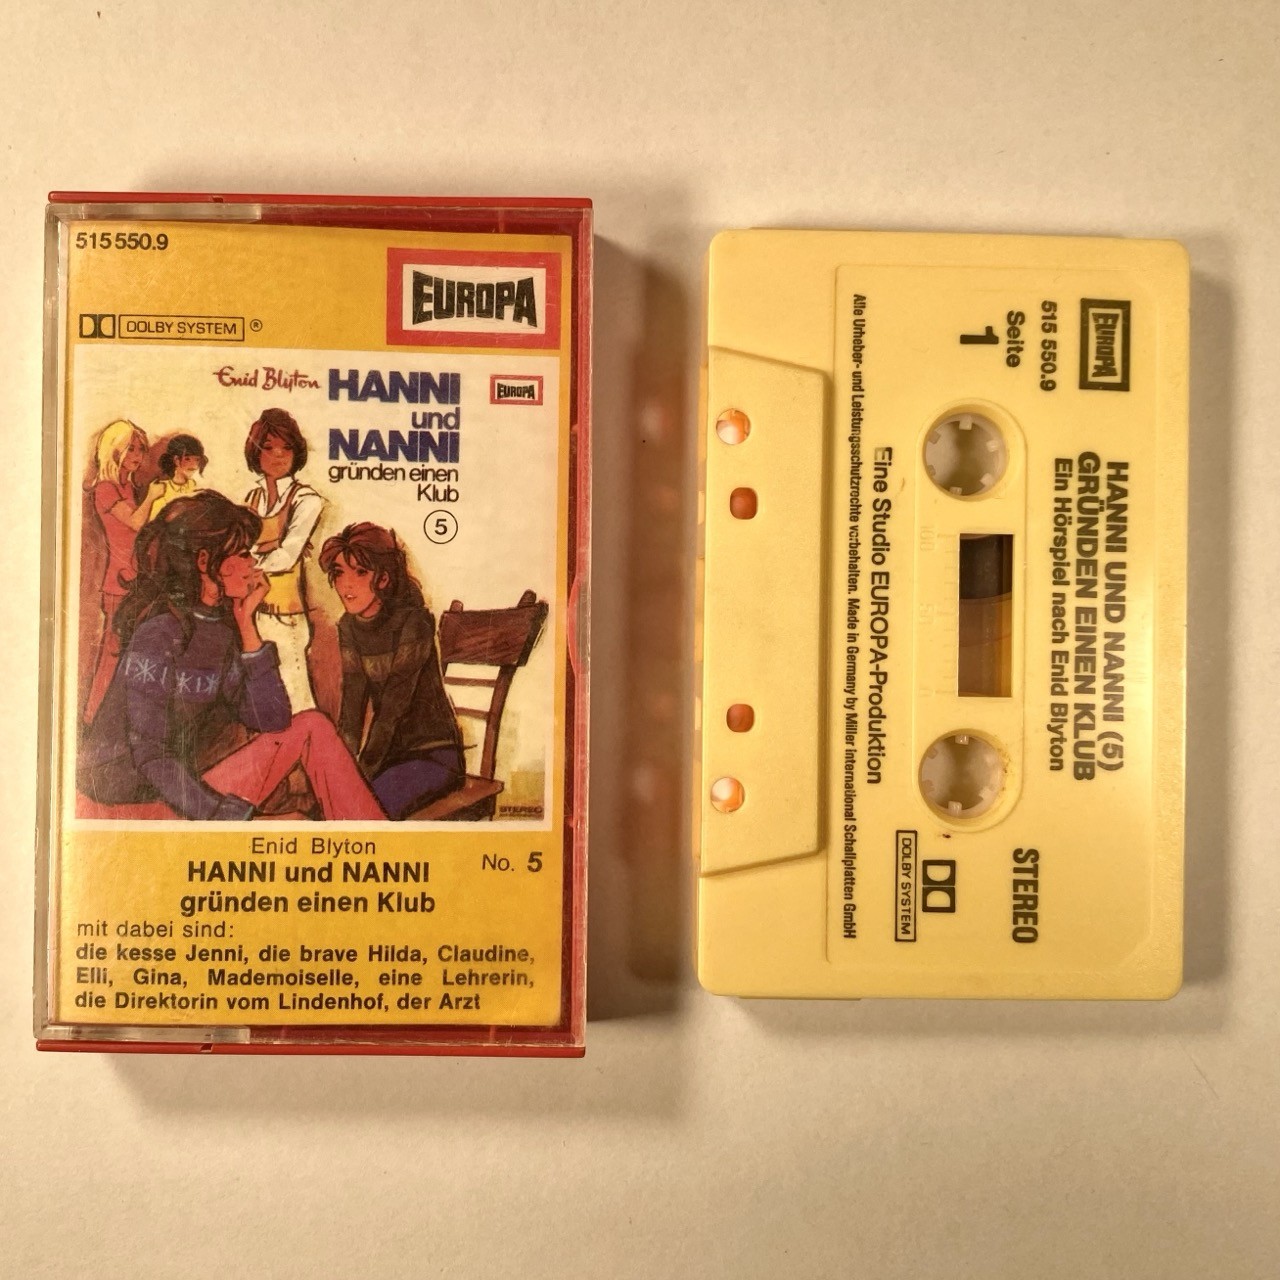 515 550.9
EUROPA
DOLBY SYSTEM ®
Enid Blyton
HANNI
und
NANNI
gründen einen
Klub
5
EUROPA
STEREO
Enid Blyton
HANNI und NANNI
gründen einen Klub
No. 5
mit dabei sind:
die kesse Jenni, die brave Hilda, Claudine,
Elli, Gina, Mademoiselle, eine Lehrerin,
die Direktorin vom Lindenhof, der Arzt
EUROPA
515 550.9
Seite
1
HANNI UND NANNI (5)
GRÜNDEN EINEN KLUB
Ein Hörspiel nach Enid Blyton
STEREO
DOLBY SYSTEM
Eine Studio EUROPA-Produktion
Alle Urheber- und Leistungsschutzrechte vorbehalten. Made in Germany by Miller International Schallplatten GmbH